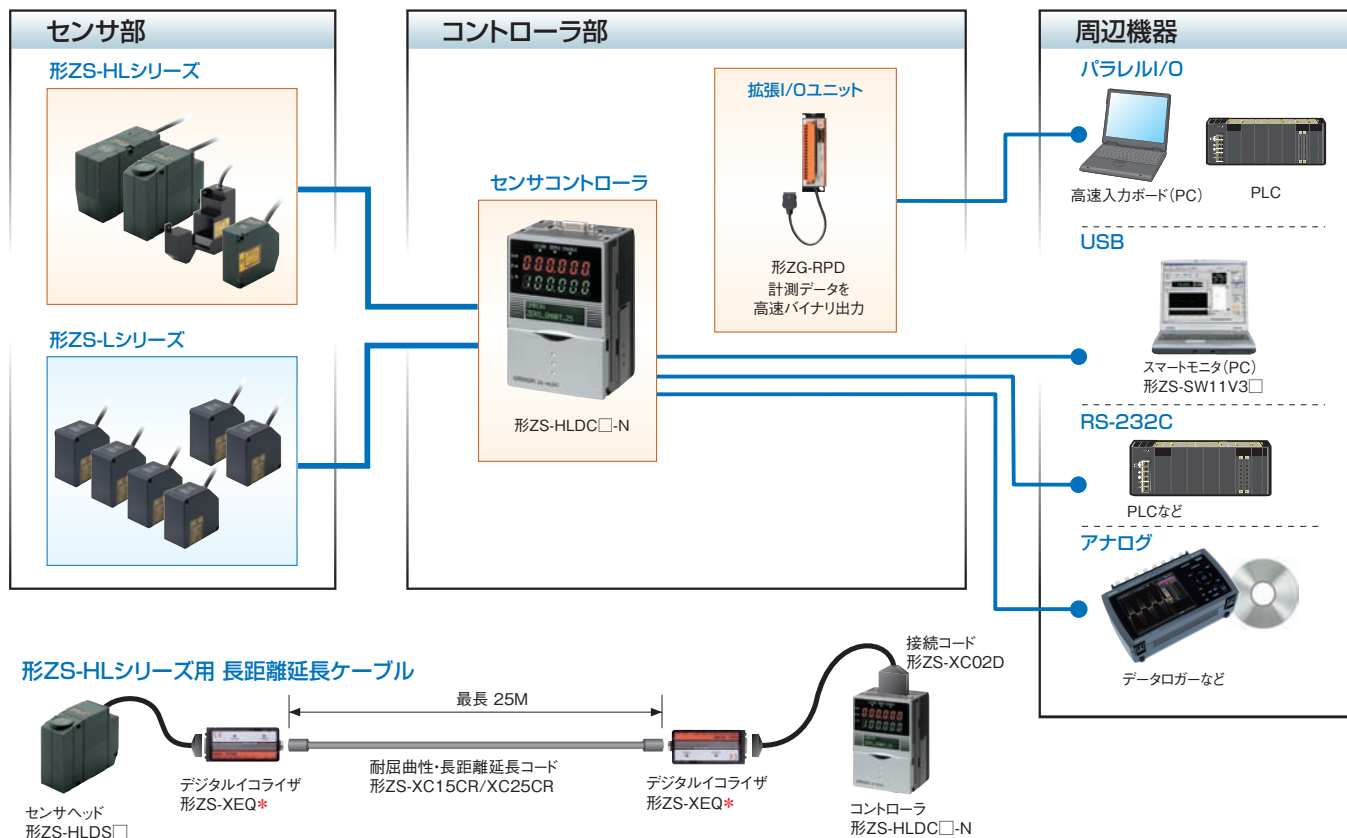 センサ部
形ZS-HLシリーズ
形ZS-Lシリーズ
コントローラ部
センサコントローラ
000.000
100.000
ZERO_SMART_25
形ZS-HLDC□-N
拡張I/Oユニット
形ZG-RPD
計測データを
高速バイナリ出力
周辺機器
パラレルI/O
高速入力ボード(PC)
PLC
USB
スマートモニタ(PC)
形ZS-SW11V3□
RS-232C
PLCなど
アナログ
データロガーなど
形ZS-HLシリーズ用 長距離延長ケーブル
センサヘッド
形ZS-HLDS□
デジタルイコライザ
形ZS-XEQ*
最長 25M
耐屈曲性・長距離延長コード
形ZS-XC15CR/XC25CR
デジタルイコライザ
形ZS-XEQ*
接続コード
形ZS-XC02D
コントローラ
形ZS-HLDC□-N